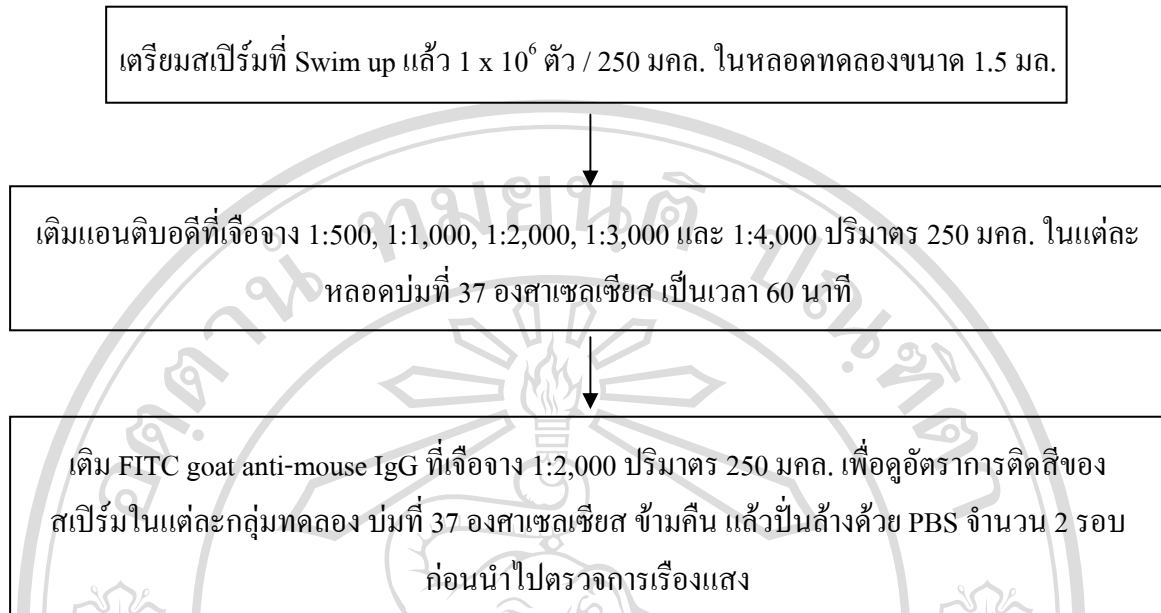 เตรียมสเปิร์มที่ Swim up แล้ว 1 x 10⁶ ตัว / 250 มคล. ในหลอดทดลองขนาด 1.5 มล.
เติมแอนติบอดีที่เจือจาง 1:500, 1:1,000, 1:2,000, 1:3,000 และ 1:4,000 ปริมาตร 250 มคล. ในแต่ละ
หลอดบ่มที่ 37 องศาเซลเซียส เป็นเวลา 60 นาที
เติม FITC goat anti-mouse IgG ที่เจือจาง 1:2,000 ปริมาตร 250 มคล. เพื่อดูอัตราการติดสีของ
สเปิร์มในแต่ละกลุ่มทดลอง บ่มที่ 37 องศาเซลเซียส ข้ามคืน แล้วปั่นล้างด้วย PBS จำนวน 2 รอบ
ก่อนนำไปตรวจการเรืองแสง